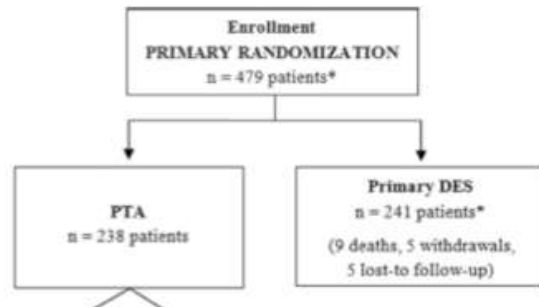 Enrollment
PRIMARY RANDOMIZATION
n = 479 patients*
PTA
n = 238 patients
Primary DES
n = 241 patients*
(9 deaths, 5 withdrawals,
5 lost-to follow-up)